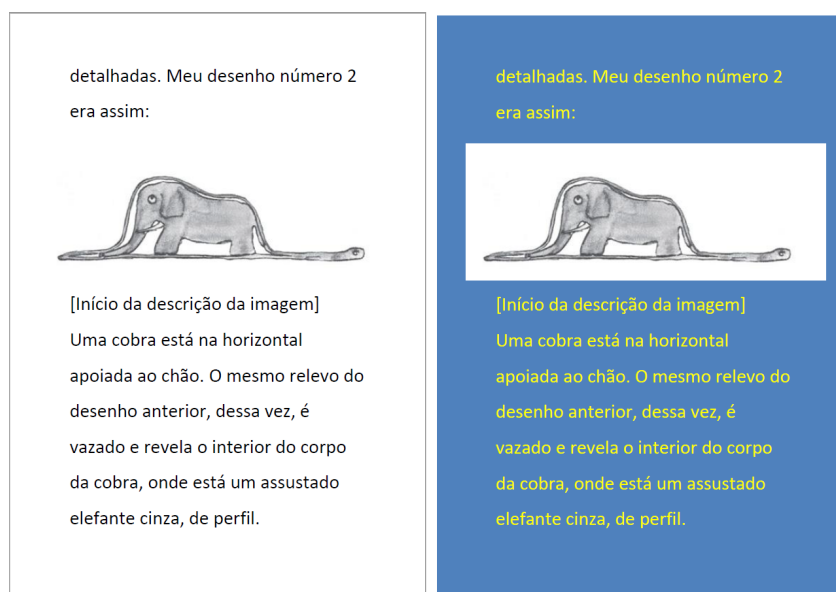 detalhadas. Meu desenho número 2
era assim:
[Início da descrição da imagem]
Uma cobra está na horizontal
apoiada ao chão. O mesmo relevo do
desenho anterior, dessa vez, é
vazado e revela o interior do corpo
da cobra, onde está um assustado
elefante cinza, de perfil.
detalhadas. Meu desenho número 2
era assim:
[Início da descrição da imagem]
Uma cobra está na horizontal
apoiada ao chão. O mesmo relevo do
desenho anterior, dessa vez, é
vazado e revela o interior do corpo
da cobra, onde está um assustado
elefante cinza, de perfil.